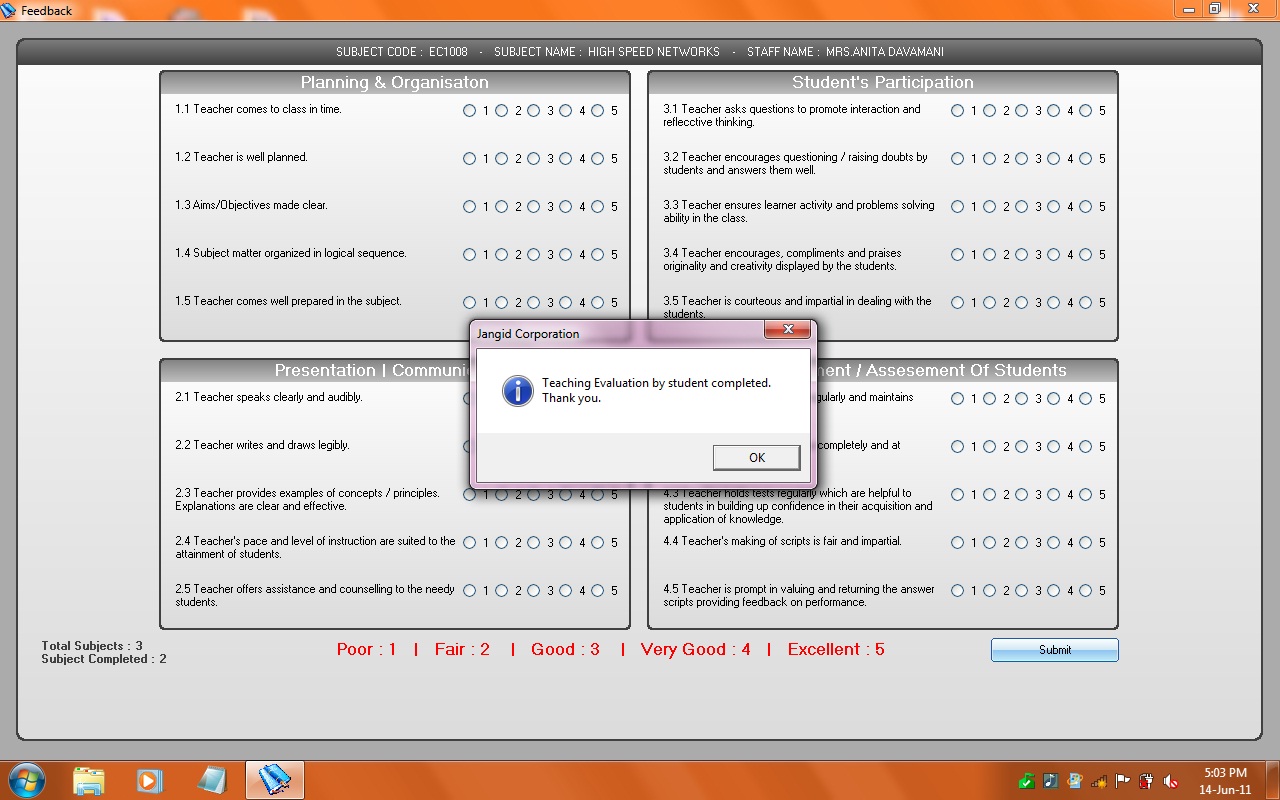 Feedback
SUBJECT CODE : EC1008 - SUBJECT NAME : HIGH SPEED NETWORKS - STAFF NAME : MRS.ANITA DAVAMANI
Planning & Organisaton
1.1 Teacher comes to class in time. 1 2 3 4 5
1.2 Teacher is well planned. 1 2 3 4 5
1.3 Aims/Objectives made clear. 1 2 3 4 5
1.4 Subject matter organized in logical sequence. 1 2 3 4 5
1.5 Teacher comes well prepared in the subject. 1 2 3 4 5
Student's Participation
3.1 Teacher asks questions to promote interaction and 1 2 3 4 5
reflecctive thinking.
3.2 Teacher encourages questioning / raising doubts by 1 2 3 4 5
students and answers them well.
3.3 Teacher ensures learner activity and problems solving 1 2 3 4 5
ability in the class.
3.4 Teacher encourages, compliments and praises 1 2 3 4 5
originality and creativity displayed by the students.
3.5 Teacher is courteous and impartial in dealing with the 1 2 3 4 5
students.
Jangid Corporation
Teaching Evaluation by student completed.
Thank you.
OK
Presentation | Communi
2.1 Teacher speaks clearly and audibly.
2.2 Teacher writes and draws legibly.
2.3 Teacher provides examples of concepts / principles. 1 2 3 4 5
Explanations are clear and effective.
2.4 Teacher's pace and level of instruction are suited to the 1 2 3 4 5
attainment of students.
2.5 Teacher offers assistance and counselling to the needy 1 2 3 4 5
students.
ment / Assesement Of Students
gularly and maintains 1 2 3 4 5
completely and at 1 2 3 4 5
4.3 Teacher holds tests regularly which are helpful to 1 2 3 4 5
students in building up confidence in their acquisition and
application of knowledge.
4.4 Teacher's making of scripts is fair and impartial. 1 2 3 4 5
4.5 Teacher is prompt in valuing and returning the answer 1 2 3 4 5
scripts providing feedback on performance.
Total Subjects : 3
Subject Completed : 2
Poor : 1 | Fair : 2 | Good : 3 | Very Good : 4 | Excellent : 5
Submit
5:03 PM
14-Jun-11